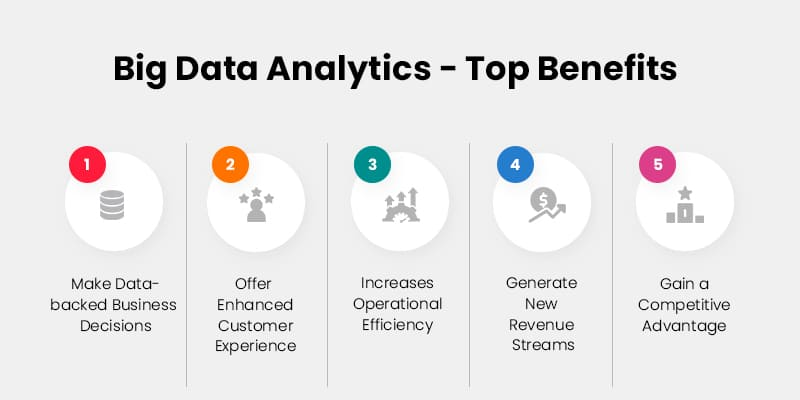 Big Data Analytics - Top Benefits
1
Make Data-
backed Business
Decisions
2
Offer
Enhanced
Customer
Experience
3
Increases
Operational
Efficiency
4
$
Generate
New
Revenue
Streams
5
1
Gain a
Competitive
Advantage